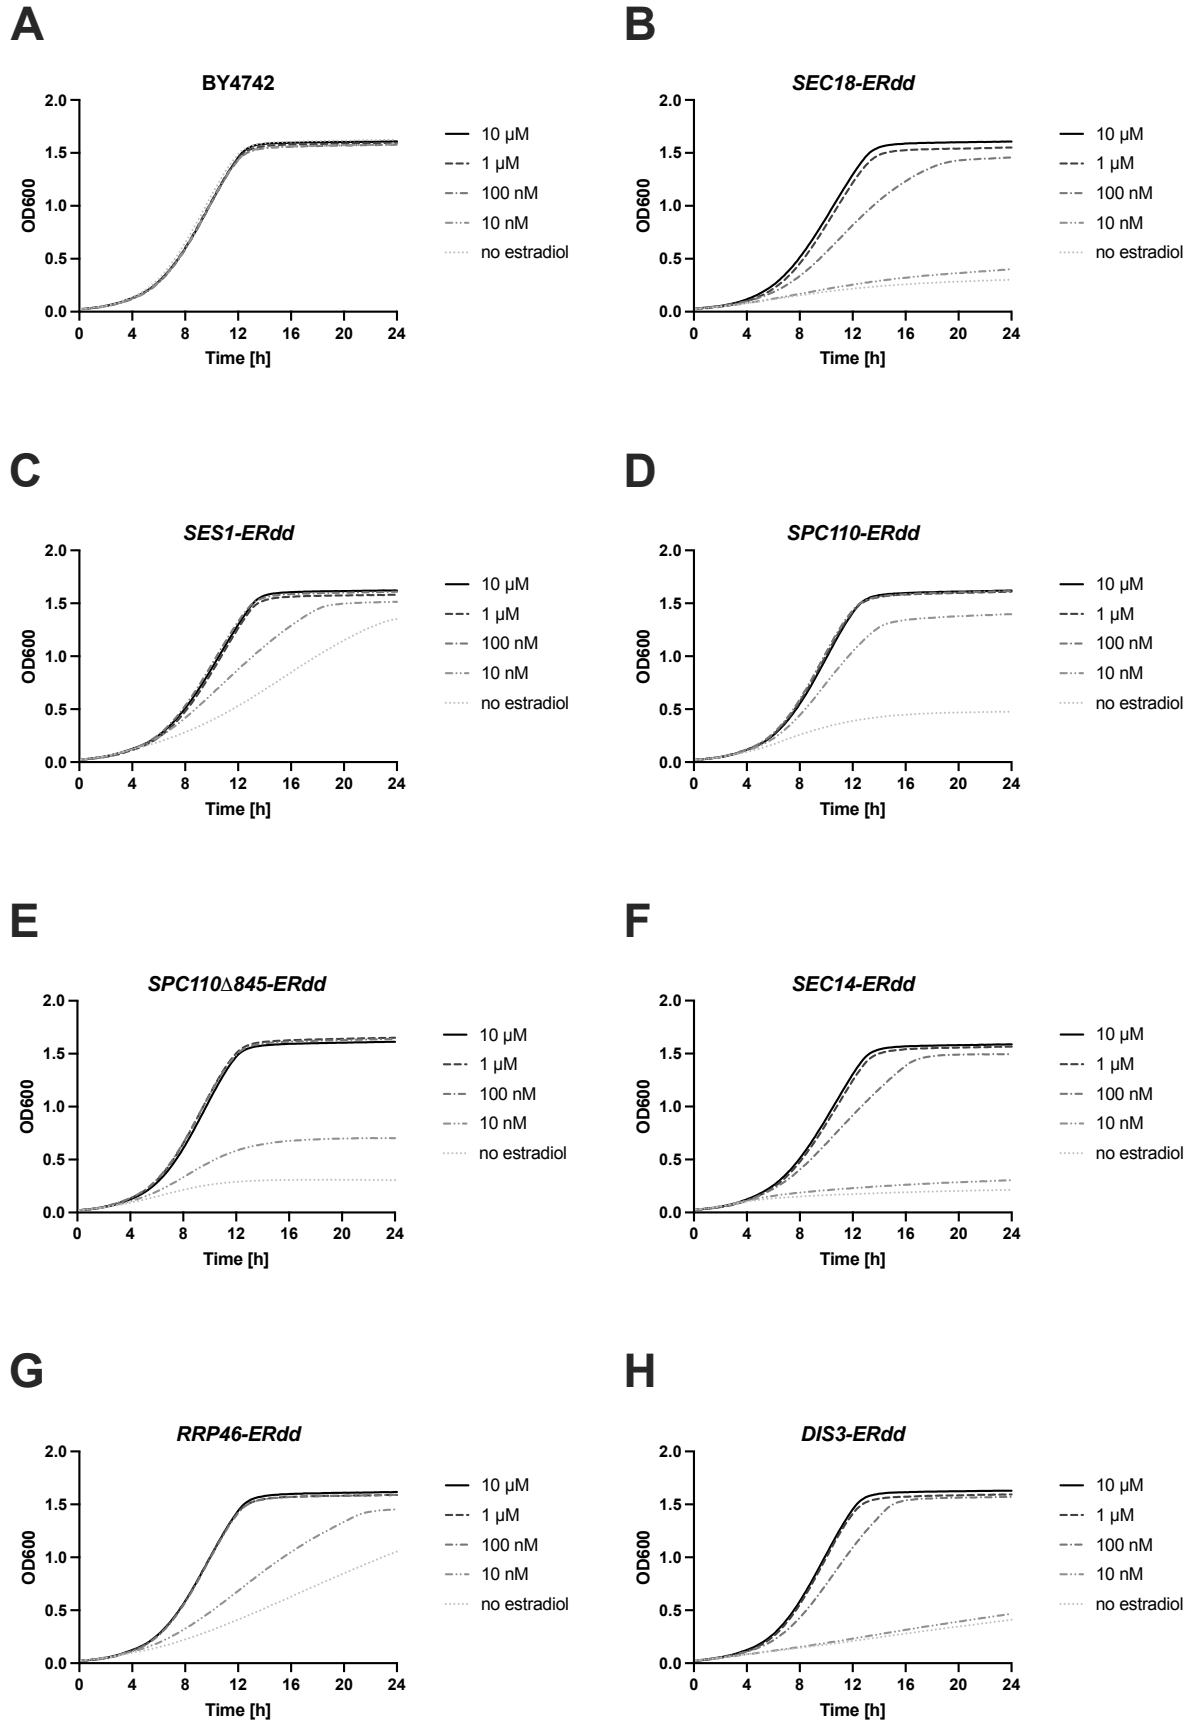 A
BY4742
OD600
2.0
1.5
1.0
0.5
0.0
0 4 8 12 16 20 24
Time [h]
10 µM
1 µM
100 nM
10 nM
no estradiol
B
SEC18-ERdd
OD600
2.0
1.5
1.0
0.5
0.0
0 4 8 12 16 20 24
Time [h]
10 µM
1 µM
100 nM
10 nM
no estradiol
C
SES1-ERdd
OD600
2.0
1.5
1.0
0.5
0.0
0 4 8 12 16 20 24
Time [h]
10 µM
1 µM
100 nM
10 nM
no estradiol
D
SPC110-ERdd
OD600
2.0
1.5
1.0
0.5
0.0
0 4 8 12 16 20 24
Time [h]
10 µM
1 µM
100 nM
10 nM
no estradiol
E
SPC110Δ845-ERdd
OD600
2.0
1.5
1.0
0.5
0.0
0 4 8 12 16 20 24
Time [h]
10 µM
1 µM
100 nM
10 nM
no estradiol
F
SEC14-ERdd
OD600
2.0
1.5
1.0
0.5
0.0
0 4 8 12 16 20 24
Time [h]
10 µM
1 µM
100 nM
10 nM
no estradiol
G
RRP46-ERdd
OD600
2.0
1.5
1.0
0.5
0.0
0 4 8 12 16 20 24
Time [h]
10 µM
1 µM
100 nM
10 nM
no estradiol
H
DIS3-ERdd
OD600
2.0
1.5
1.0
0.5
0.0
0 4 8 12 16 20 24
Time [h]
10 µM
1 µM
100 nM
10 nM
no estradiol